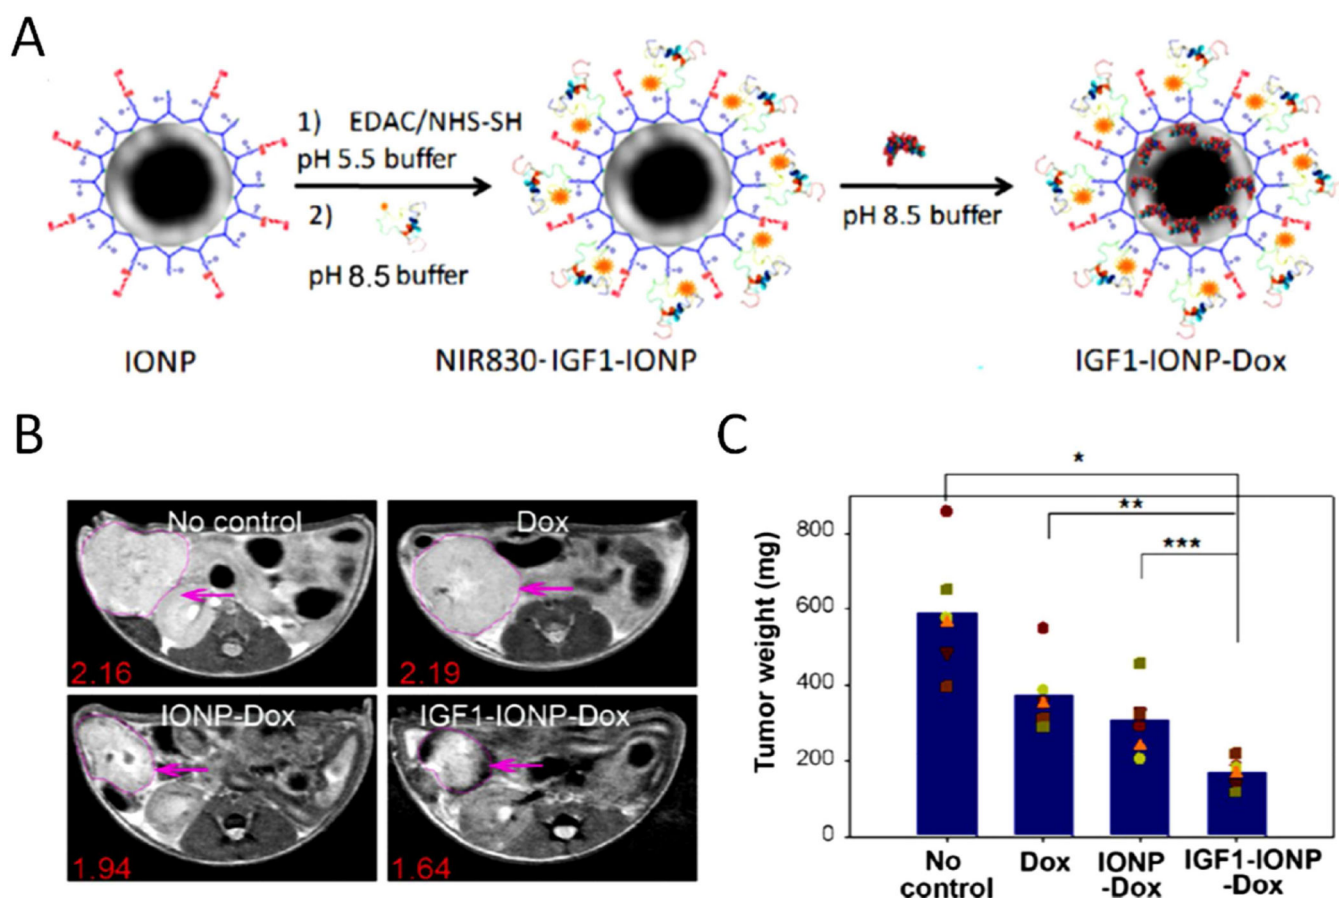 A
1) EDAC/NHS-SH
pH 5.5 buffer
2)
pH 8.5 buffer
pH 8.5 buffer
IONP
NIR830-IGF1-IONP
IGF1-IONP-Dox
B
No control
2.16
Dox
2.19
IONP-Dox
1.94
IGF1-IONP-Dox
1.64
C
*
**
***
Tumor weight (mg)
800
600
400
200
0
No
control
Dox
IONP
-Dox
IGF1-IONP
-Dox